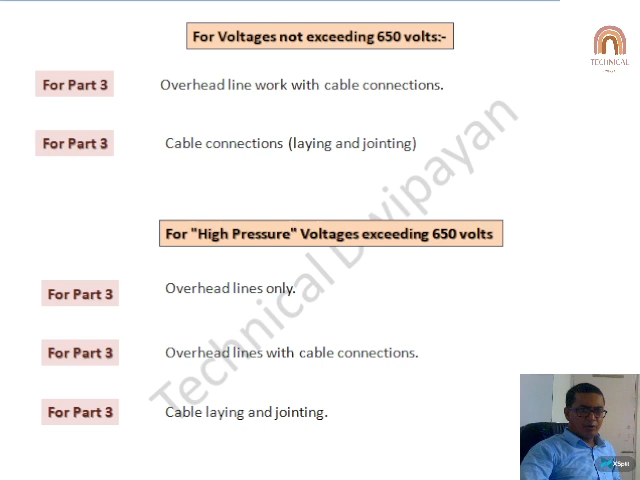 For Voltages not exceeding 650 volts:-
TECHNICAL
For Part 3 Overhead line work with cable connections.
For Part 3 Cable connections (laying and jointing)
Technical Dwipayan
For "High Pressure" Voltages exceeding 650 volts
For Part 3 Overhead lines only.
For Part 3 Overhead lines with cable connections.
For Part 3 Cable laying and jointing.
XSplit